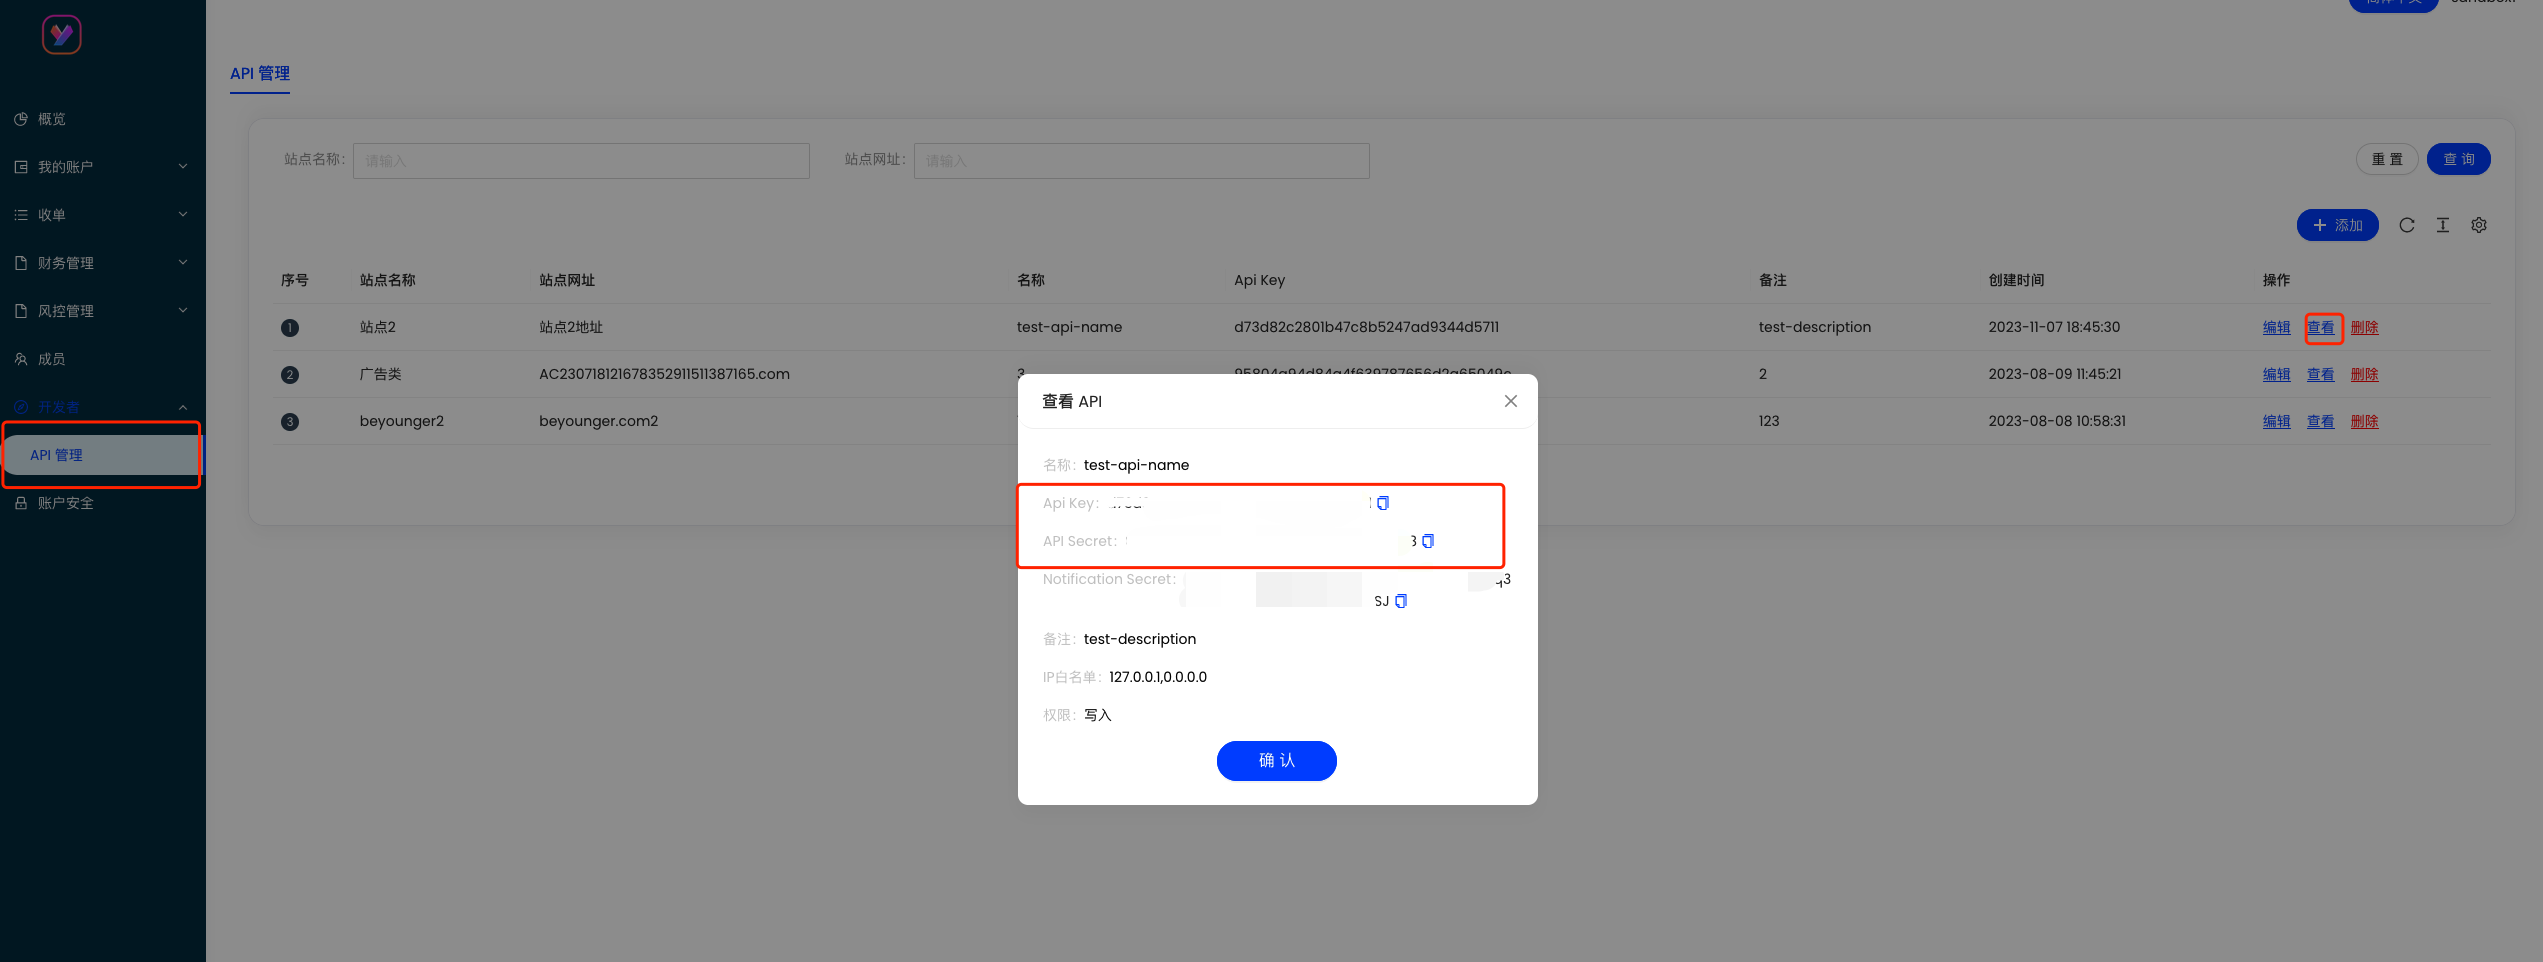 API 管理
概览
我的账户
收单
财务管理
风控管理
成员
开发者
API 管理
账户安全
站点名称： 请输入
站点网址： 请输入
重 置
查 询
添加
序号 站点名称 站点网址 名称 Api Key 备注 创建时间 操作
1 站点2 站点2地址 test-api-name d73d82c2801b47c8b5247ad9344d5711 test-description 2023-11-07 18:45:30 编辑 查看 删除
2 广告类 AC230718121678352911511387165.com 2 2023-08-09 11:45:21 编辑 查看 删除
3 beyounger2 beyounger.com2 123 2023-08-08 10:58:31 编辑 查看 删除
查看 API
名称： test-api-name
Api Key：
API Secret： 3
Notification Secret： q3
SJ
备注： test-description
IP白名单： 127.0.0.1,0.0.0.0
权限： 写入
确 认